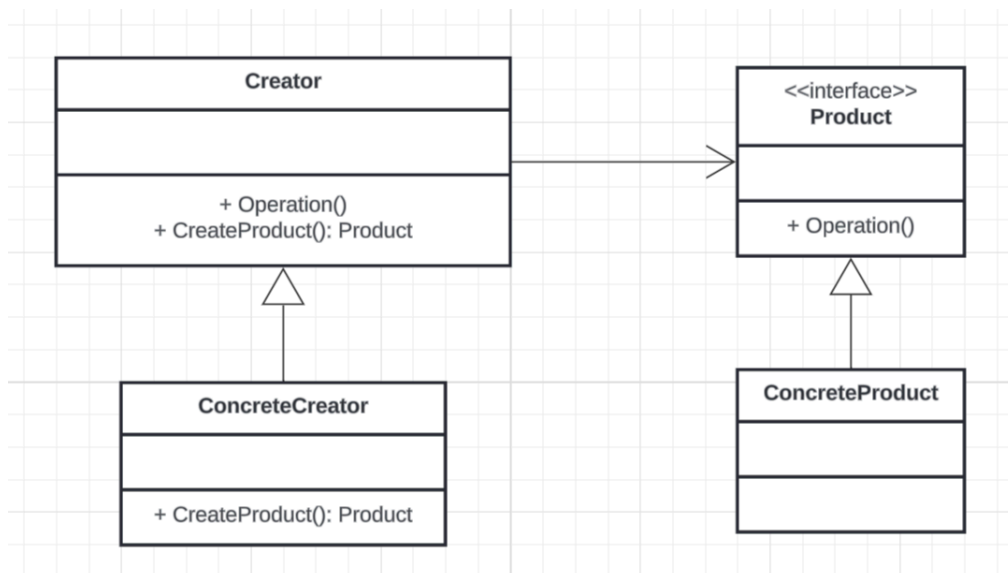 Creator
+ Operation()
+ CreateProduct(): Product
<<interface>>
Product
+ Operation()
ConcreteCreator
+ CreateProduct(): Product
ConcreteProduct